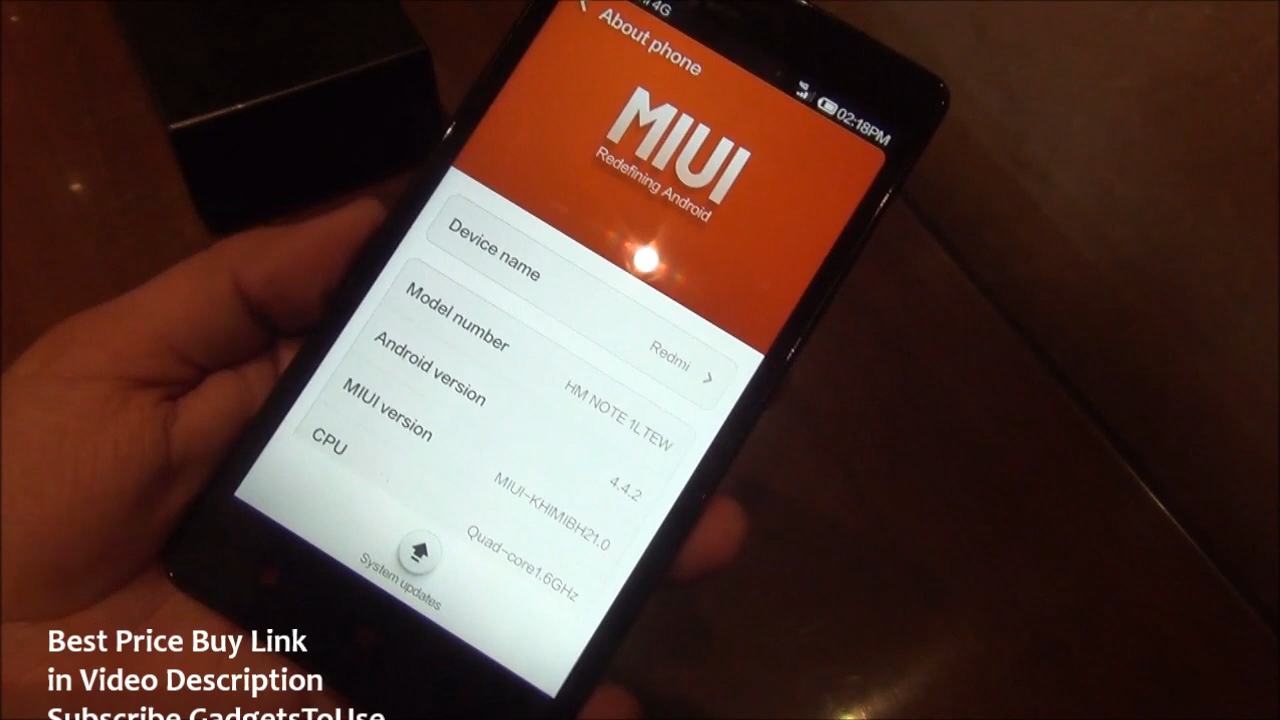 4G
02:18PM
About phone
MIUI
Redefining Android
Device name
Redmi
Model number
HM NOTE 1LTEW
Android version
4.4.2
MIUI version
MIUI-KHIMIBH21.0
CPU
Quad-core1.6GHz
System updates
Best Price Buy Link
in Video Description
Subscribe GadgetsToUse